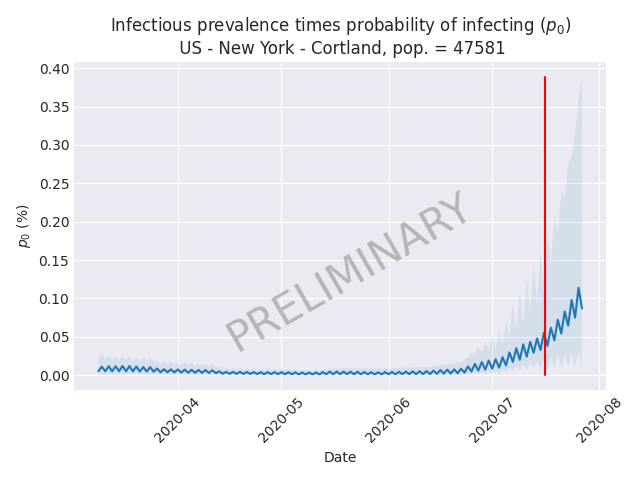 Infectious prevalence times probability of infecting (p₀)
US - New York - Cortland, pop. = 47581
0.40
0.35
0.30
0.25
0.20
0.15
0.10
0.05
0.00
p₀ (%)
PRELIMINARY
2020-04
2020-05
2020-06
2020-07
2020-08
Date